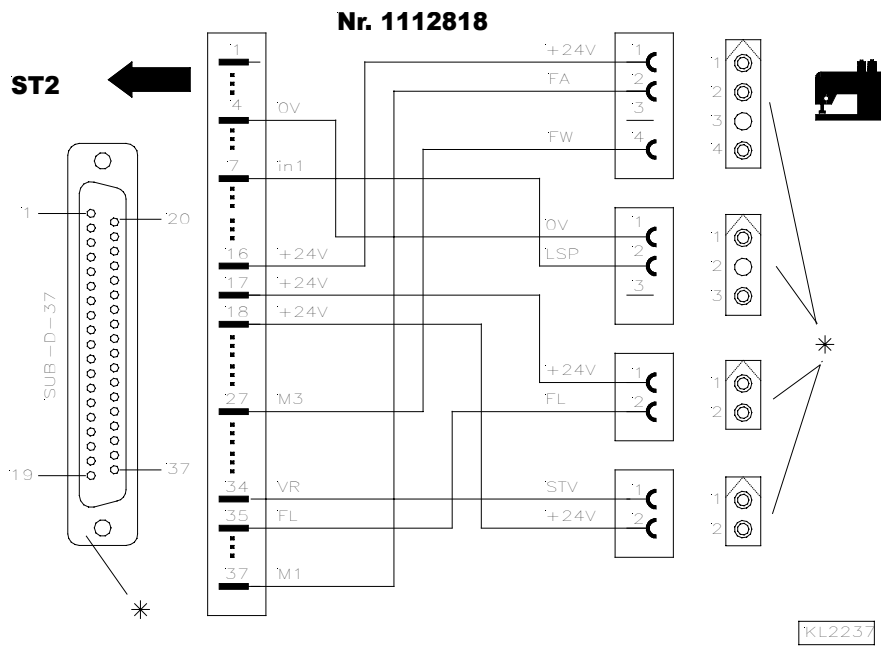 Nr. 1112818
ST2
1
4 0V
7 in1
16 +24V
17 +24V
18 +24V
27 M3
34 VR
35 FL
37 M1
1
20
SUB-D-37
19
37
*
+24V 1
FA 2
3
FW 4
0V 1
LSP 2
3
+24V 1
FL 2
STV 1
+24V 2
1
2
3
4
1
2
3
1
2
1
2
*
KL2237